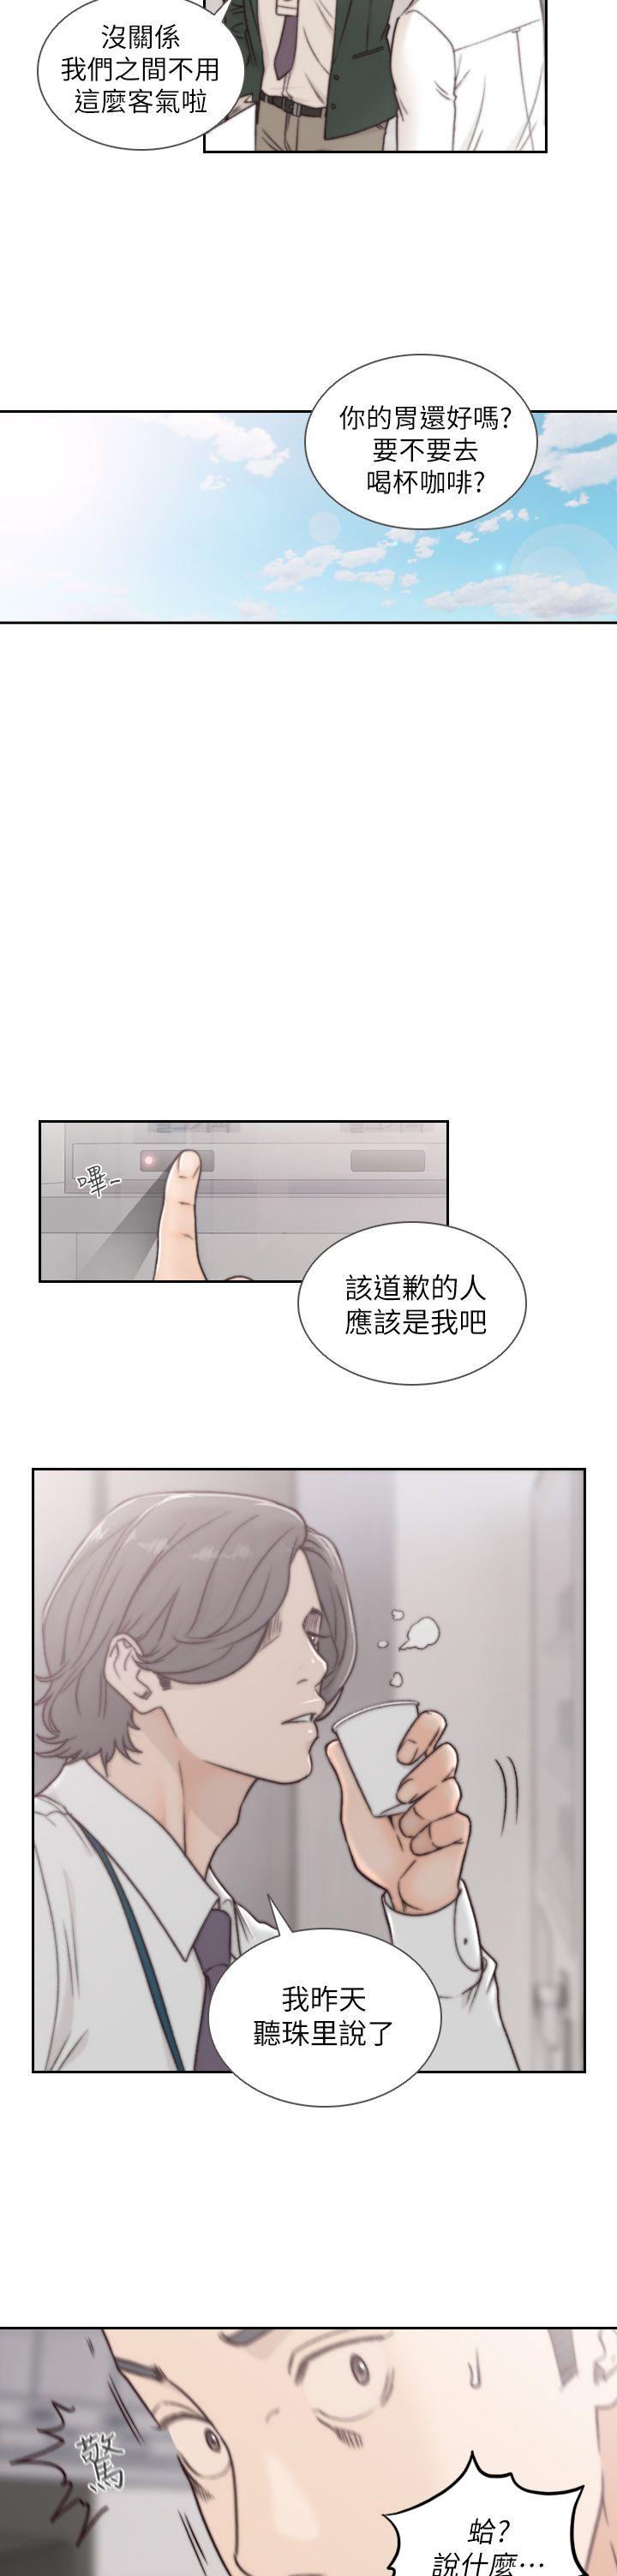 沒關係
我們之間不用
這麼客氣啦
你的胃還好嗎?
要不要去
喝杯咖啡?
嗶-
該道歉的人
應該是我吧
我昨天
聽珠里說了
驚
蛤?
說什麼…